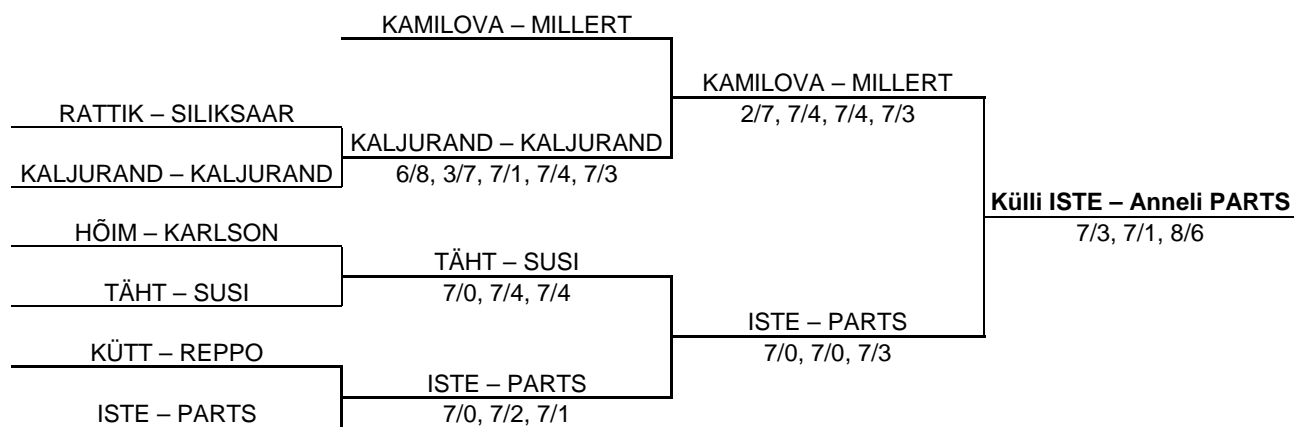 KAMILOVA – MILLERT
RATTIK – SILIKSAAR
KALJURAND – KALJURAND
KALJURAND – KALJURAND
6/8, 3/7, 7/1, 7/4, 7/3
KAMILOVA – MILLERT
2/7, 7/4, 7/4, 7/3
HÕIM – KARLSON
TÄHT – SUSI
TÄHT – SUSI
7/0, 7/4, 7/4
KÜTT – REPPO
ISTE – PARTS
ISTE – PARTS
7/0, 7/2, 7/1
ISTE – PARTS
7/0, 7/0, 7/3
Külli ISTE – Anneli PARTS
7/3, 7/1, 8/6